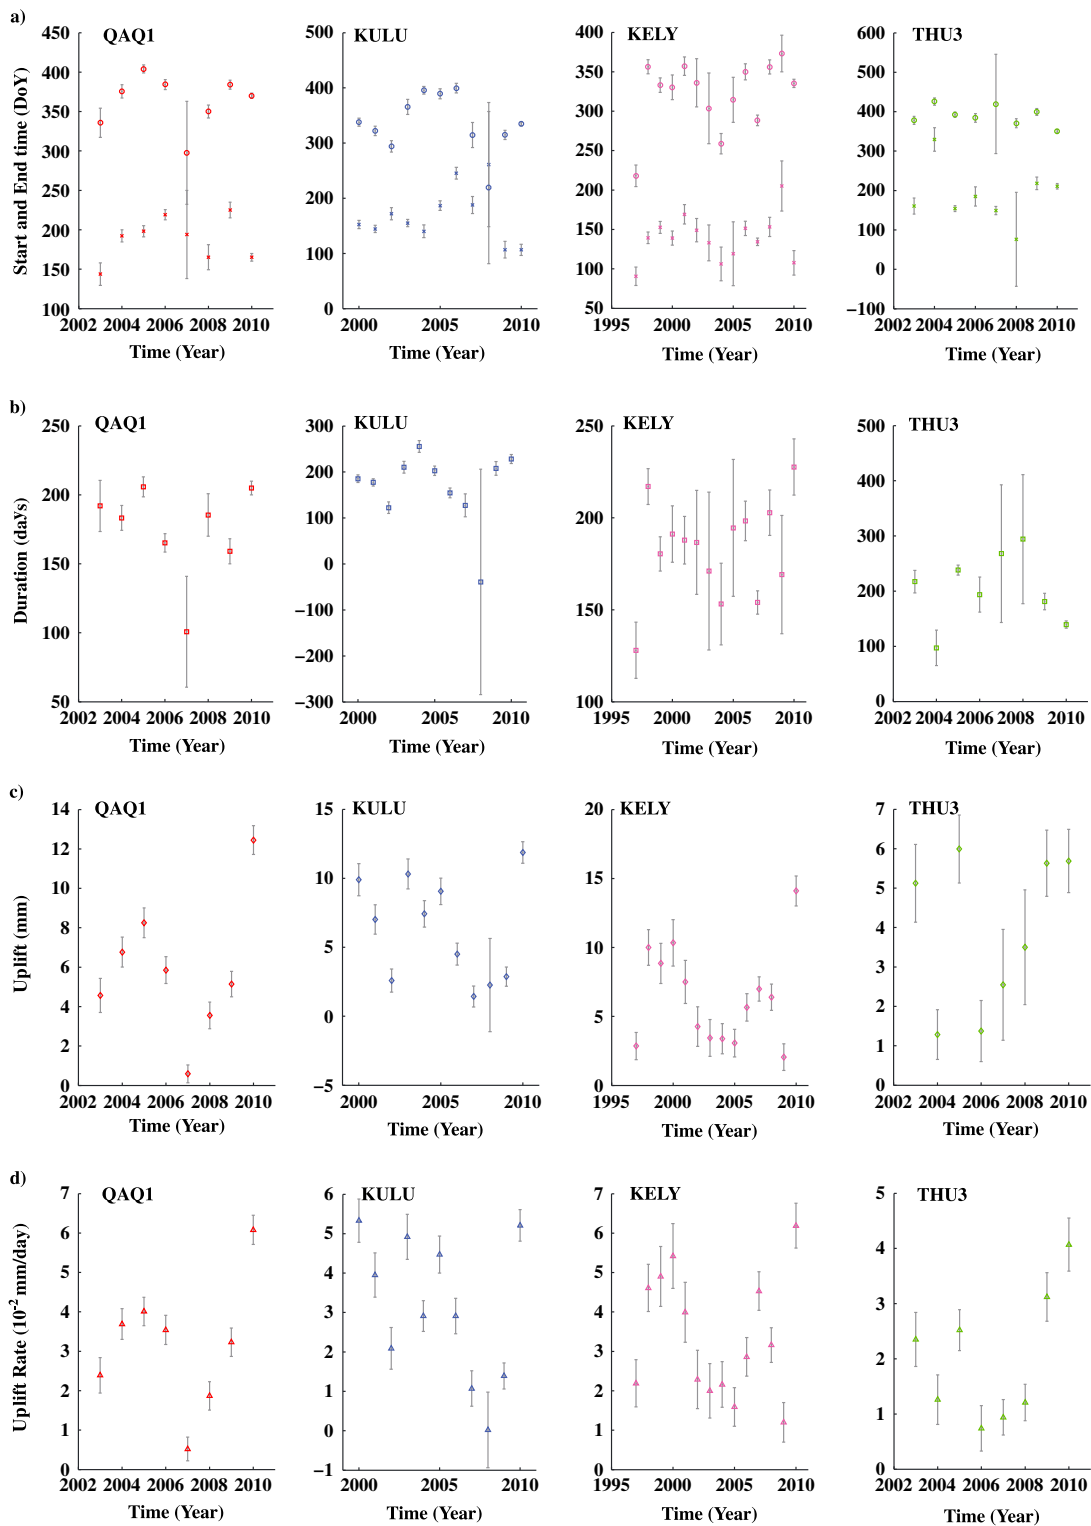 a)
QAQ1
KULU
KELY
THU3
Start and End time (DoY)
450
400
350
300
250
200
150
100
2002 2004 2006 2008 2010
Time (Year)
500
400
300
200
100
0
2000 2005 2010
Time (Year)
400
350
300
250
200
150
100
50
1995 2000 2005 2010
Time (Year)
600
500
400
300
200
100
0
−100
2002 2004 2006 2008 2010
Time (Year)
b)
QAQ1
KULU
KELY
THU3
Duration (days)
250
200
150
100
50
2002 2004 2006 2008 2010
Time (Year)
300
200
100
0
−100
−200
−300
2000 2005 2010
Time (Year)
250
200
150
100
1995 2000 2005 2010
Time (Year)
500
400
300
200
100
0
2002 2004 2006 2008 2010
Time (Year)
c)
QAQ1
KULU
KELY
THU3
Uplift (mm)
14
12
10
8
6
4
2
0
2002 2004 2006 2008 2010
Time (Year)
15
10
5
0
−5
2000 2005 2010
Time (Year)
20
15
10
5
0
1995 2000 2005 2010
Time (Year)
7
6
5
4
3
2
1
0
2002 2004 2006 2008 2010
Time (Year)
d)
QAQ1
KULU
KELY
THU3
Uplift Rate (10⁻² mm/day)
7
6
5
4
3
2
1
0
2002 2004 2006 2008 2010
Time (Year)
6
5
4
3
2
1
0
−1
2000 2005 2010
Time (Year)
7
6
5
4
3
2
1
0
1995 2000 2005 2010
Time (Year)
5
4
3
2
1
0
2002 2004 2006 2008 2010
Time (Year)